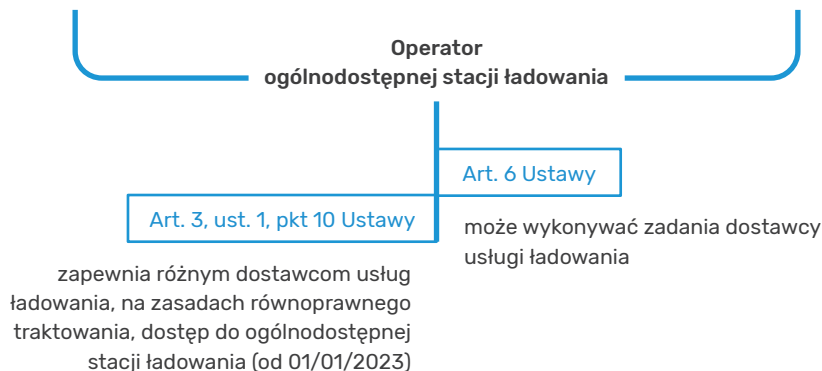 Operator
ogólnodostępnej stacji ładowania
Art. 6 Ustawy
może wykonywać zadania dostawcy
usługi ładowania
Art. 3, ust. 1, pkt 10 Ustawy
zapewnia różnym dostawcom usług
ładowania, na zasadach równoprawnego
traktowania, dostęp do ogólnodostępnej
stacji ładowania (od 01/01/2023)